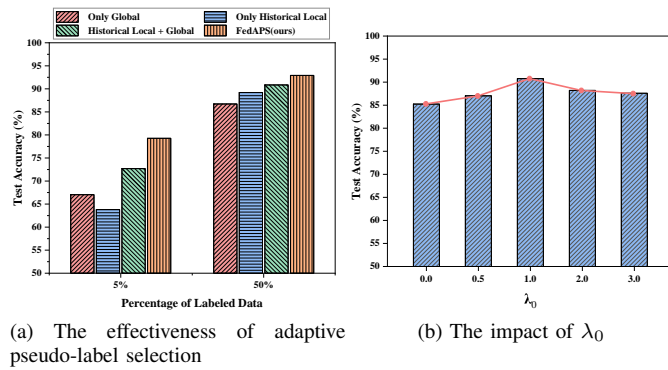 Only Global
Only Historical Local
Historical Local + Global
FedAPS(ours)
Test Accuracy (%)
100
95
90
85
80
75
70
65
60
55
50
5%
50%
Percentage of Labeled Data
(a) The effectiveness of adaptive
pseudo-label selection
Test Accuracy (%)
100
95
90
85
80
75
70
65
60
55
50
0.0
0.5
1.0
2.0
3.0
λ₀
(b) The impact of λ₀